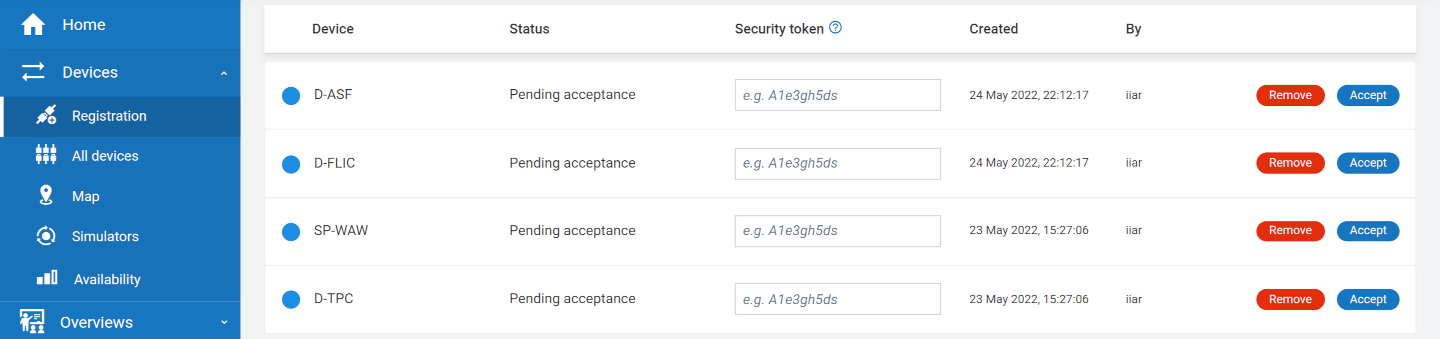 Home
Devices
Registration
All devices
Map
Simulators
Availability
Overviews
Device Status Security token Created By
D-ASF Pending acceptance e.g. A1e3gh5ds 24 May 2022, 22:12:17 iiar Remove Accept
D-FLIC Pending acceptance e.g. A1e3gh5ds 24 May 2022, 22:12:17 iiar Remove Accept
SP-WAW Pending acceptance e.g. A1e3gh5ds 23 May 2022, 15:27:06 iiar Remove Accept
D-TPC Pending acceptance e.g. A1e3gh5ds 23 May 2022, 15:27:06 iiar Remove Accept